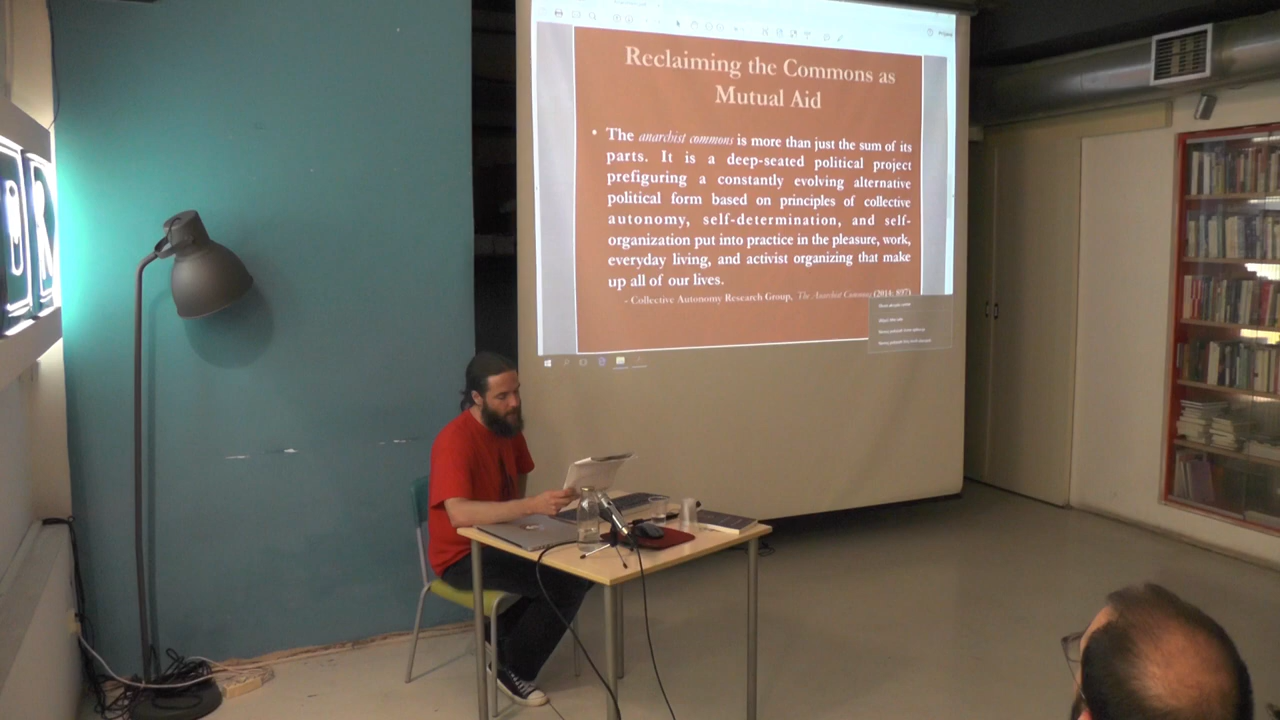 Reclaiming the Commons as
Mutual Aid
• The anarchist commons is more than just the sum of its
parts. It is a deep-seated political project
prefiguring a constantly evolving alternative
political form based on principles of collective
autonomy, self-determination, and self-
organization put into practice in the pleasure, work,
everyday living, and activist organizing that make
up all of our lives.
- Collective Autonomy Research Group, The Anarchist Commons (2014: 897)